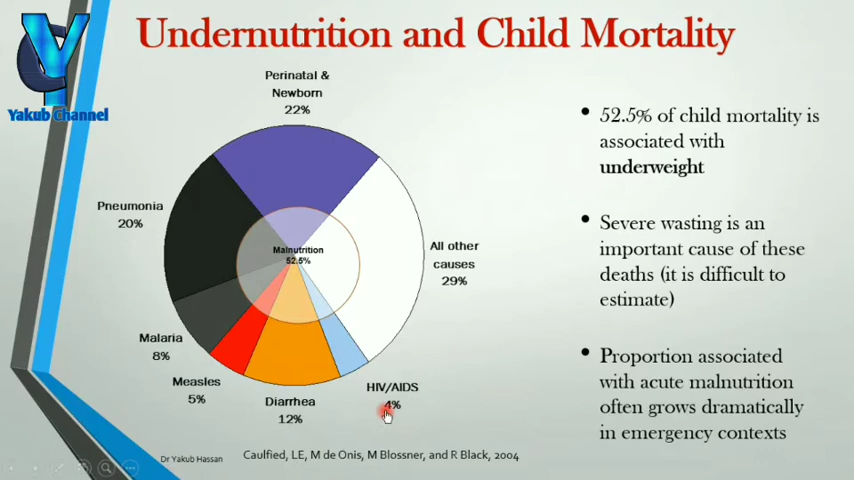 Undernutrition and Child Mortality
Yakub Channel
Perinatal &
Newborn
22%
Pneumonia
20%
Malnutrition
52.5%
All other
causes
29%
Malaria
8%
Measles
5%
Diarrhea
12%
HIV/AIDS
4%
• 52.5% of child mortality is
associated with
underweight
• Severe wasting is an
important cause of these
deaths (it is difficult to
estimate)
• Proportion associated
with acute malnutrition
often grows dramatically
in emergency contexts
Dr Yakub Hassan
Caulfied, LE, M de Onis, M Blossner, and R Black, 2004